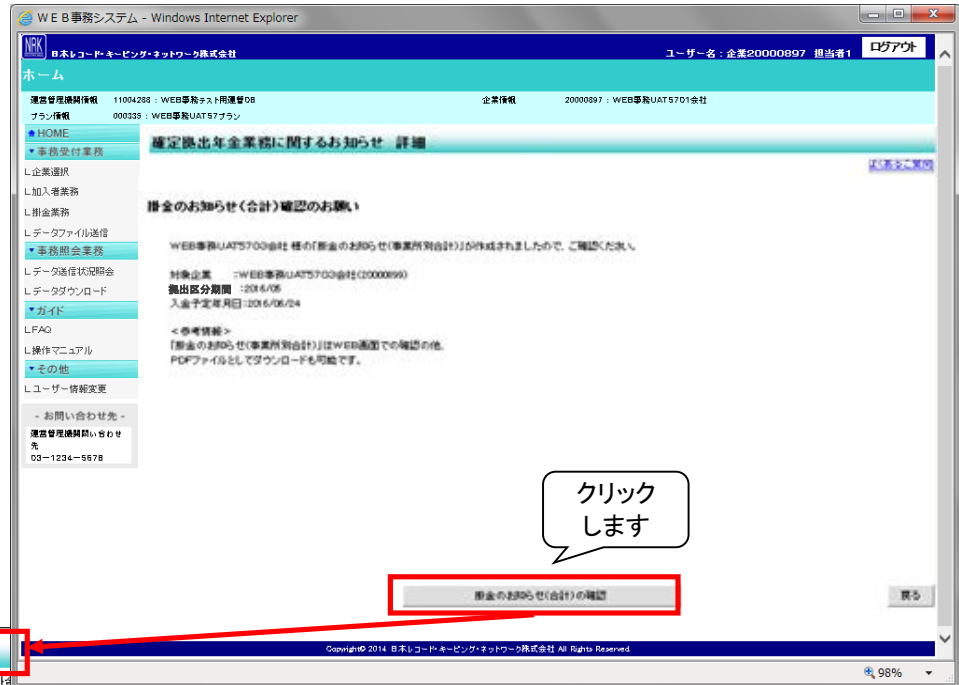 WEB事務システム - Windows Internet Explorer
NRK 日本レコード・キーピング・ネットワーク株式会社
ユーザー名：企業20000897 担当者1 ログアウト
ホーム
運営管理機関情報 11004288：WEB事務テスト用運管08 企業情報 20000897：WEB事務UAT5701会社
プラン情報 000339：WEB事務UAT57プラン
HOME
▼事務受付業務
L企業選択
L加入者業務
L掛金業務
Lデータファイル送信
▼事務照会業務
Lデータ送信状況照会
Lデータダウンロード
▼ガイド
LFAQ
L操作マニュアル
▼その他
Lユーザー情報変更
- お問い合わせ先 -
運営管理機関問い合わせ
先
03-1234-5678
確定拠出年金業務に関するお知らせ 詳細
よくあるご質問
掛金のお知らせ(合計)確認のお願い
WEB事務UAT5703会社 様の「掛金のお知らせ(事業所別合計)」が作成されましたので、ご確認ください。
対象企業 ：WEB事務UAT5703会社(20000899)
拠出区分期間 ：2016/05
入金予定年月日：2016/06/24
＜参考情報＞
「掛金のお知らせ(事業所別合計)」はWEB画面での確認の他、
PDFファイルとしてダウンロードも可能です。
クリック
します
掛金のお知らせ(合計)の確認
戻る
Copyright© 2014 日本レコード・キーピング・ネットワーク株式会社 All Rights Reserved
98%